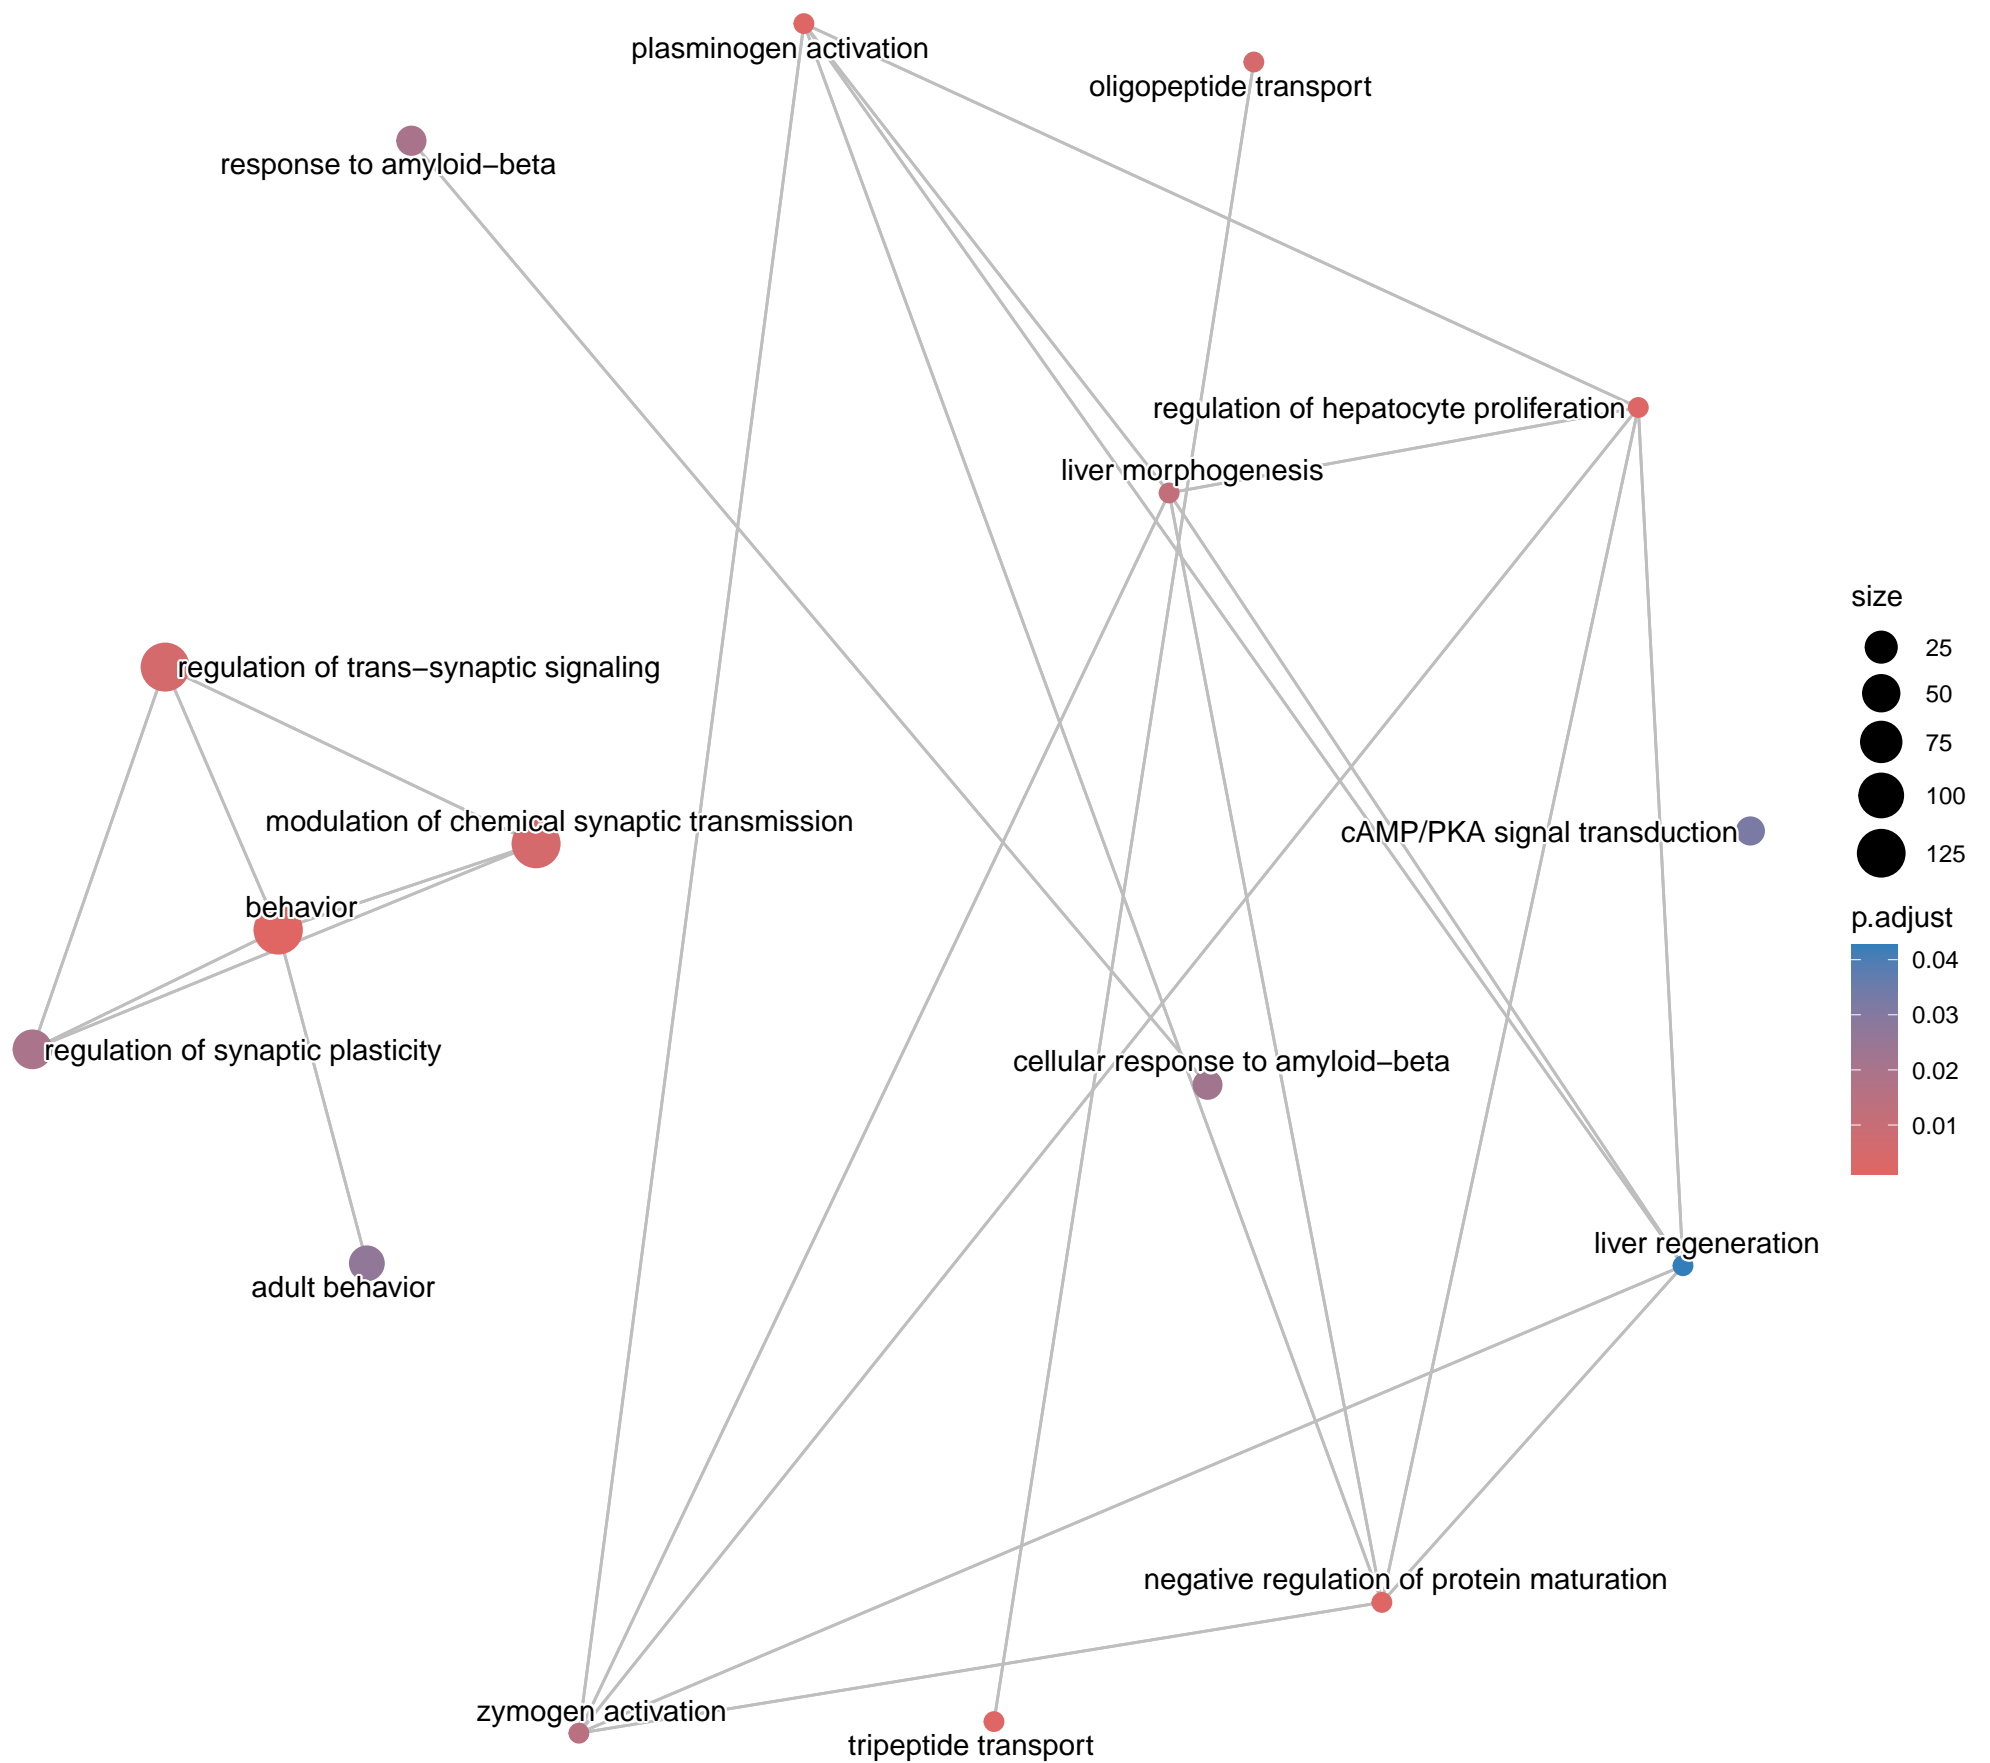 plasminogen activation
oligopeptide transport
response to amyloid−beta
regulation of hepatocyte proliferation
liver morphogenesis
regulation of trans−synaptic signaling
modulation of chemical synaptic transmission
cAMP/PKA signal transduction
behavior
regulation of synaptic plasticity
cellular response to amyloid−beta
liver regeneration
adult behavior
negative regulation of protein maturation
zymogen activation
tripeptide transport
size
25
50
75
100
125
p.adjust
0.04
0.03
0.02
0.01